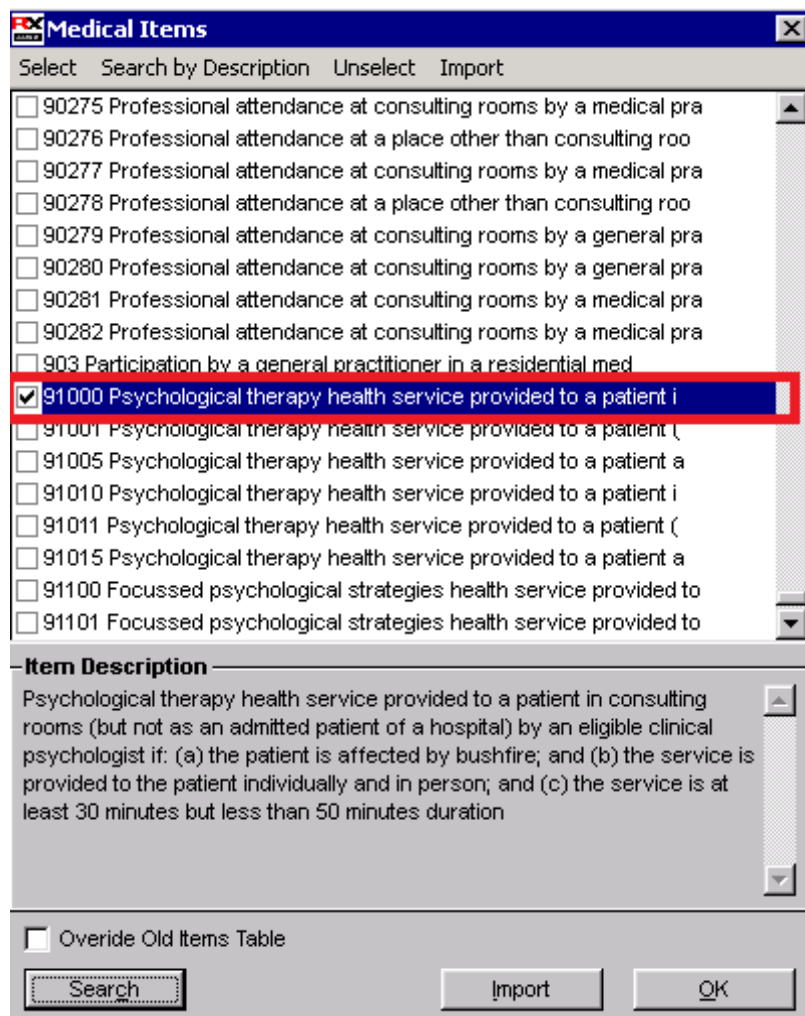 RX
Medical Items
Select Search by Description Unselect Import
90275 Professional attendance at consulting rooms by a medical pra
90276 Professional attendance at a place other than consulting roo
90277 Professional attendance at consulting rooms by a medical pra
90278 Professional attendance at a place other than consulting roo
90279 Professional attendance at consulting rooms by a general pra
90280 Professional attendance at consulting rooms by a general pra
90281 Professional attendance at consulting rooms by a medical pra
90282 Professional attendance at consulting rooms by a medical pra
903 Participation by a general practitioner in a residential med
91000 Psychological therapy health service provided to a patient i
91001 Psychological therapy health service provided to a patient (
91005 Psychological therapy health service provided to a patient a
91010 Psychological therapy health service provided to a patient i
91011 Psychological therapy health service provided to a patient (
91015 Psychological therapy health service provided to a patient a
91100 Focussed psychological strategies health service provided to
91101 Focussed psychological strategies health service provided to
Item Description
Psychological therapy health service provided to a patient in consulting
rooms (but not as an admitted patient of a hospital) by an eligible clinical
psychologist if: (a) the patient is affected by bushfire; and (b) the service is
provided to the patient individually and in person; and (c) the service is at
least 30 minutes but less than 50 minutes duration
Overide Old Items Table
Search Import OK